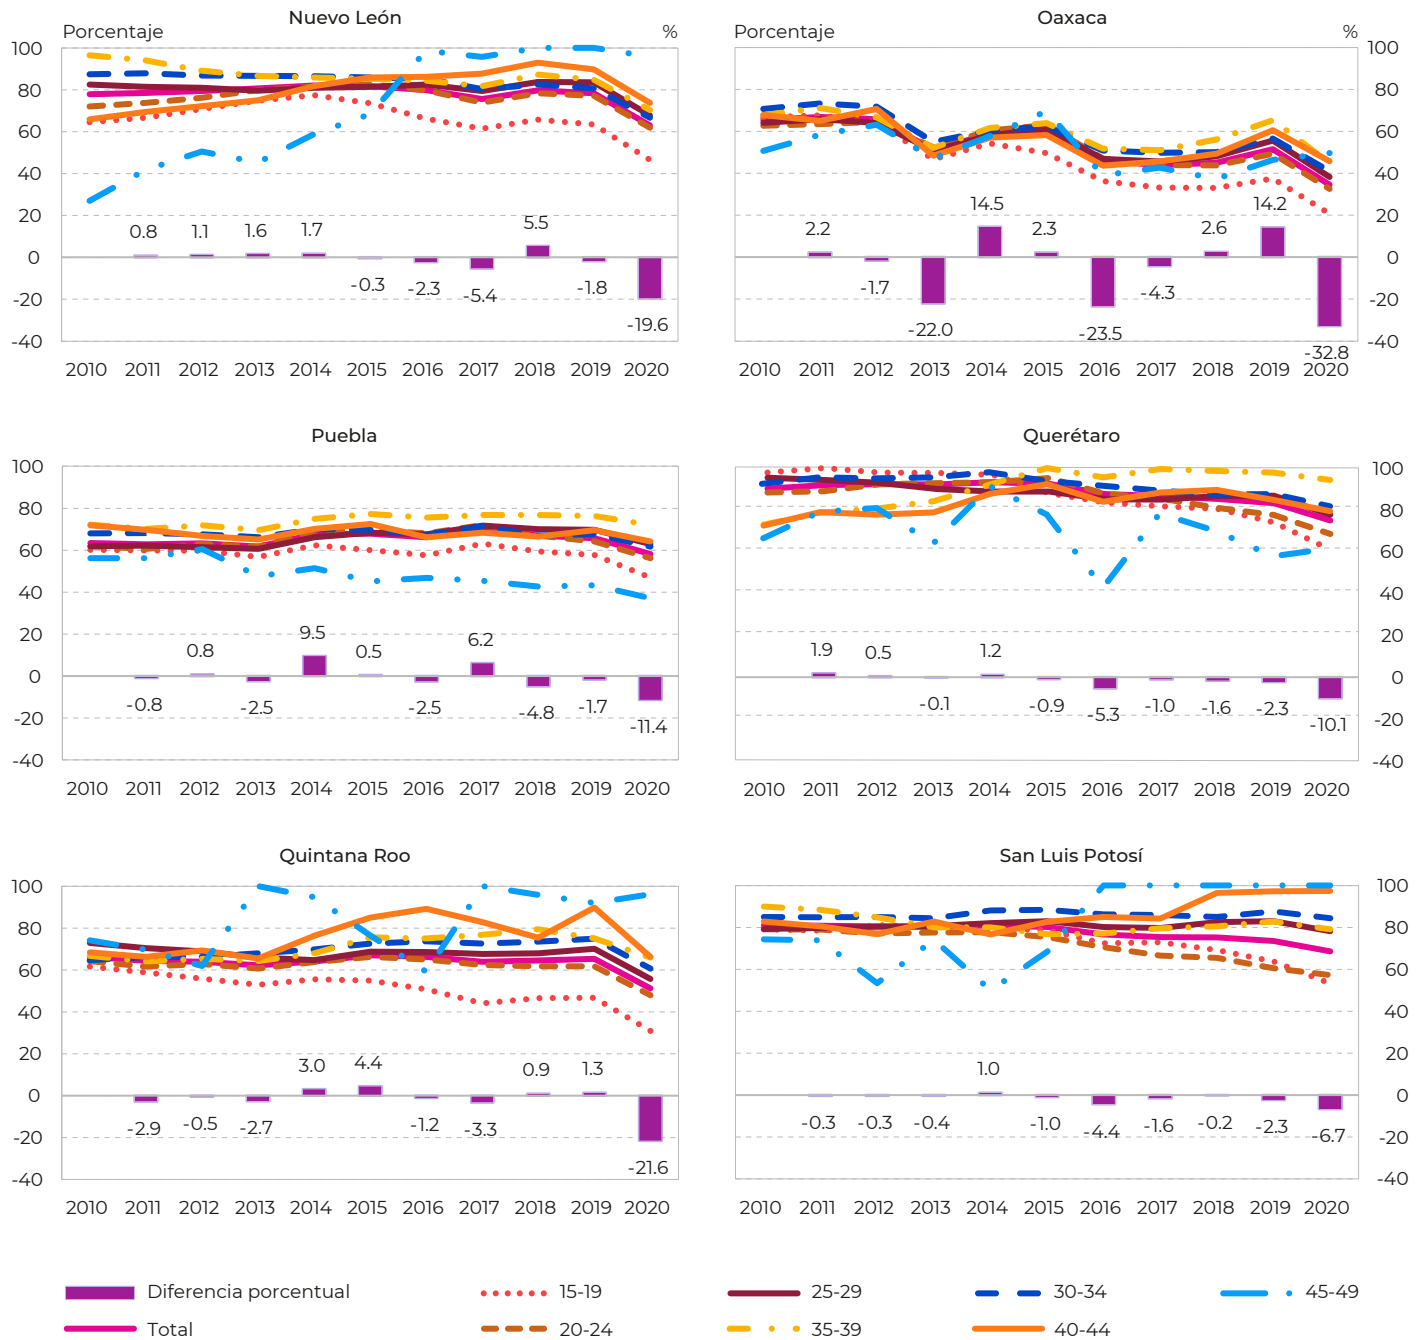 Nuevo León
Porcentaje
100
80
60
40
20
0
-20
-40
0.8 1.1 1.6 1.7 -0.3 -2.3 -5.4 5.5 -1.8 -19.6
2010 2011 2012 2013 2014 2015 2016 2017 2018 2019 2020
Oaxaca
Porcentaje
%
%
100
80
60
40
20
0
-20
-40
2.2 -1.7 -22.0 14.5 2.3 -23.5 -4.3 2.6 14.2 -32.8
2010 2011 2012 2013 2014 2015 2016 2017 2018 2019 2020
Puebla
100
80
60
40
20
0
-20
-40
-0.8 0.8 -2.5 9.5 0.5 -2.5 6.2 -4.8 -1.7 -11.4
2010 2011 2012 2013 2014 2015 2016 2017 2018 2019 2020
Querétaro
100
80
60
40
20
0
-20
-40
1.9 0.5 -0.1 1.2 -0.9 -5.3 -1.0 -1.6 -2.3 -10.1
2010 2011 2012 2013 2014 2015 2016 2017 2018 2019 2020
Quintana Roo
100
80
60
40
20
0
-20
-40
-2.9 -0.5 -2.7 3.0 4.4 -1.2 -3.3 0.9 1.3 -21.6
2010 2011 2012 2013 2014 2015 2016 2017 2018 2019 2020
San Luis Potosí
100
80
60
40
20
0
-20
-40
-0.3 -0.3 -0.4 1.0 -1.0 -4.4 -1.6 -0.2 -2.3 -6.7
2010 2011 2012 2013 2014 2015 2016 2017 2018 2019 2020
Diferencia porcentual 15-19 25-29 30-34 45-49
Total 20-24 35-39 40-44